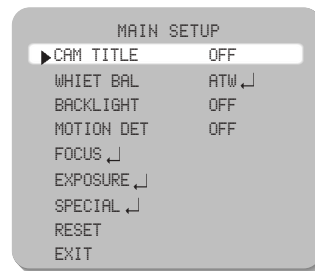 MAIN SETUP
▶CAM TITLE OFF
WHIET BAL ATW↵
BACKLIGHT OFF
MOTION DET OFF
FOCUS↵
EXPOSURE↵
SPECIAL↵
RESET
EXIT